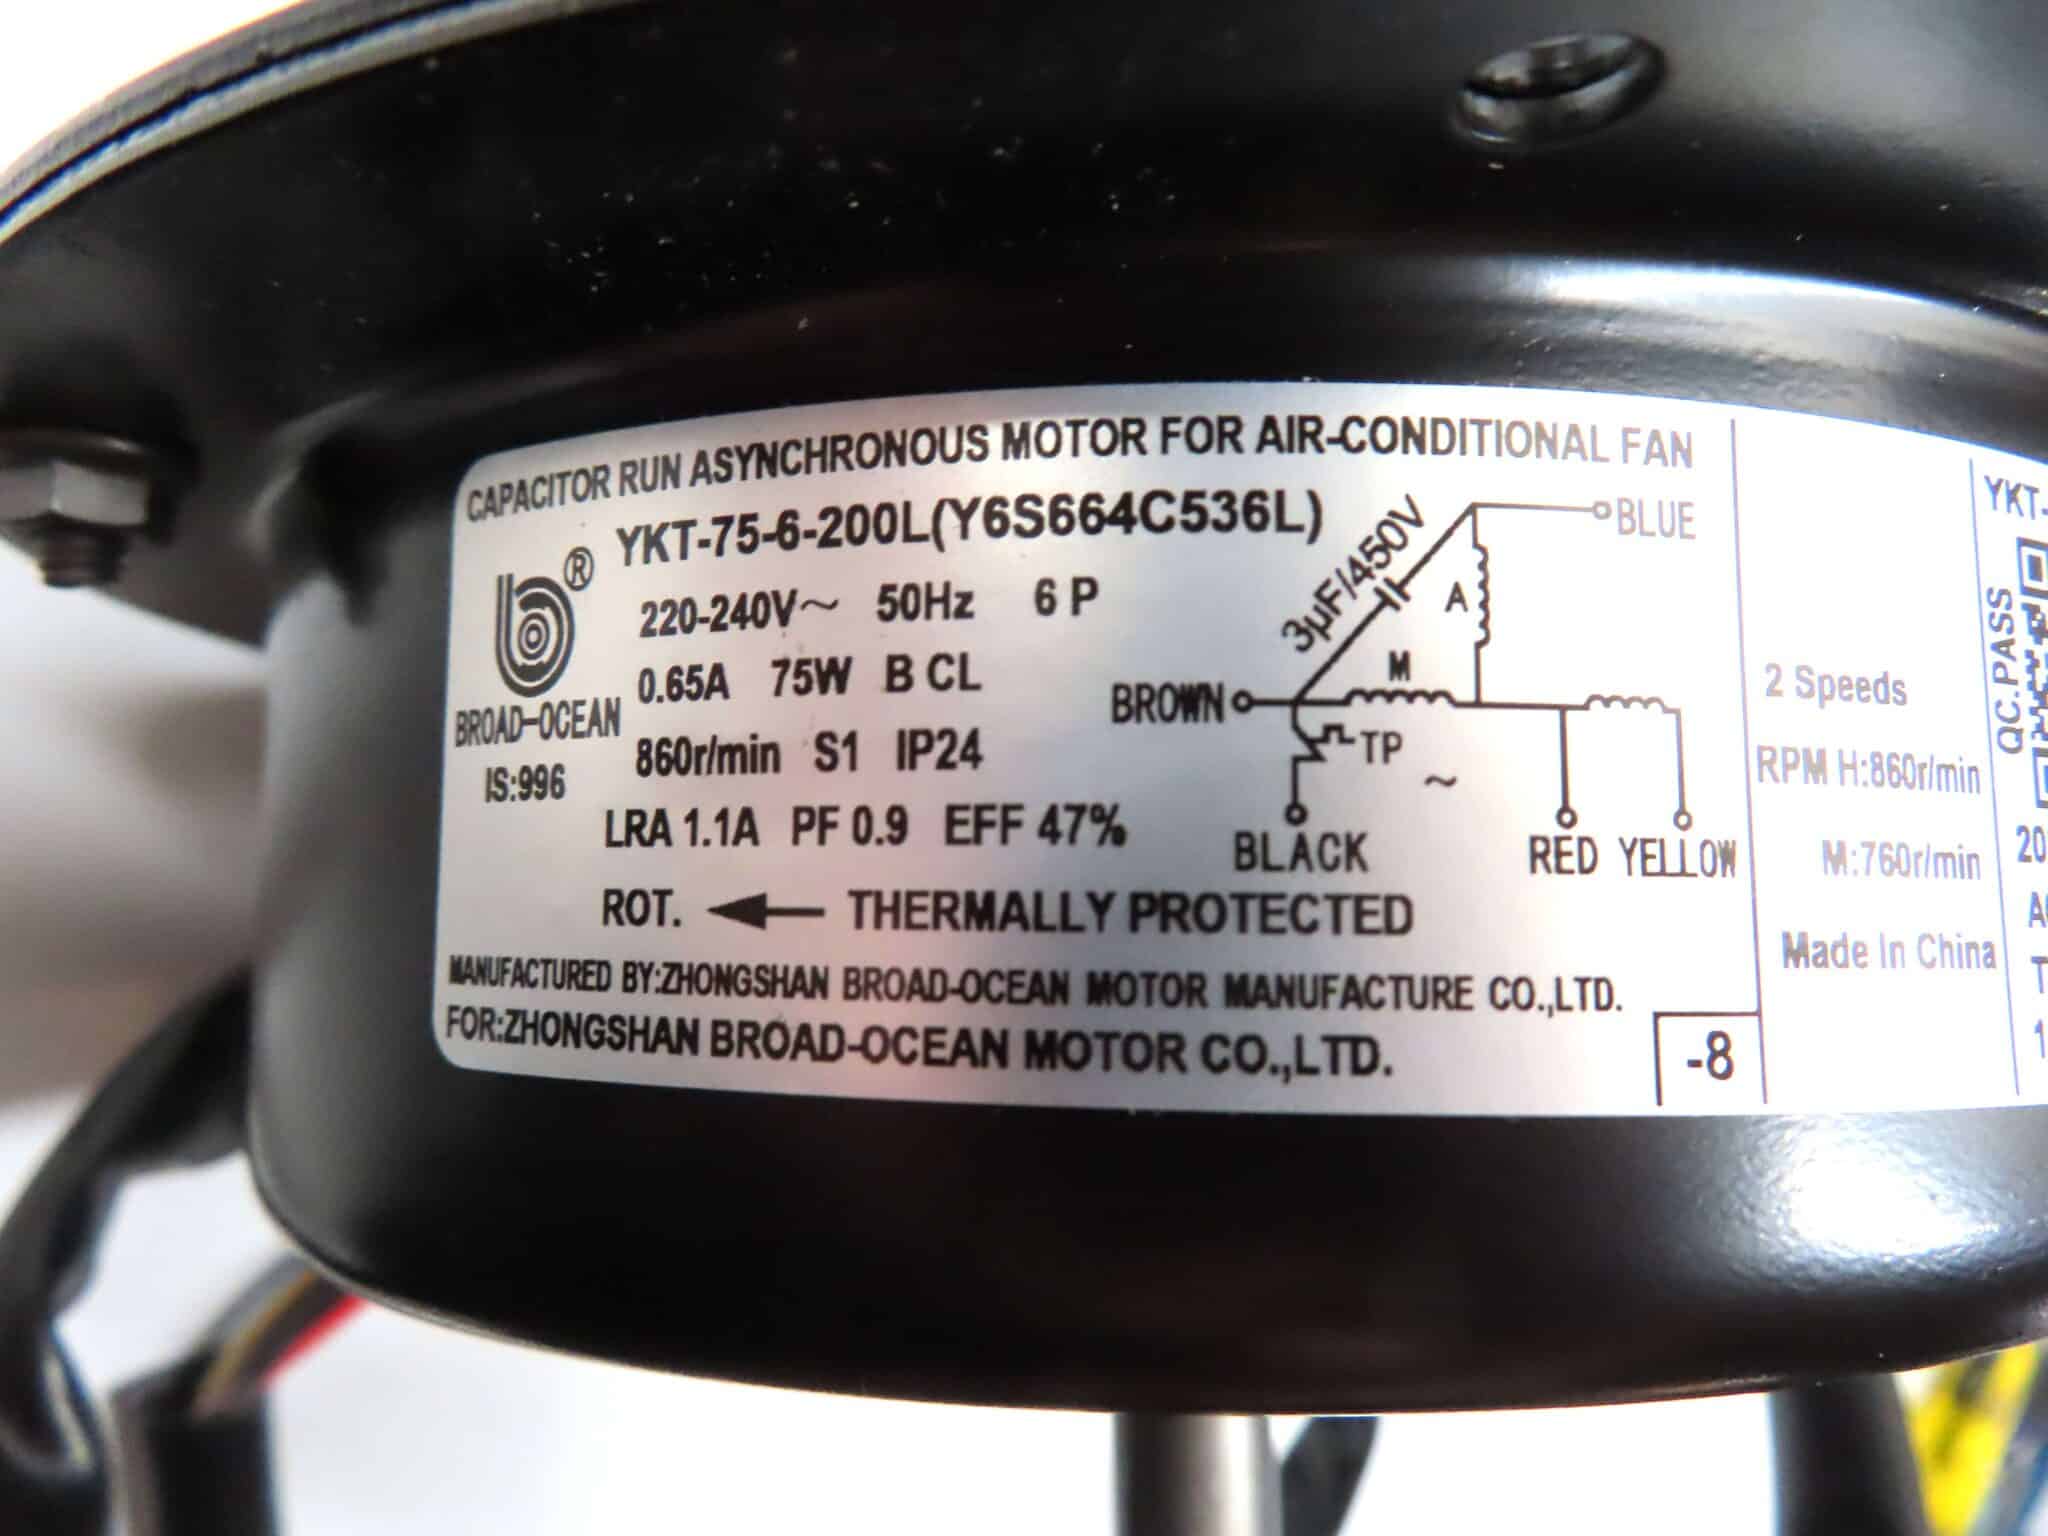 CAPACITOR RUN ASYNCHRONOUS MOTOR FOR AIR-CONDITIONAL FAN
YKT-75-6-200L(Y6S664C536L)
b®
BROAD-OCEAN
IS:996
220-240V~ 50Hz 6 P
0.65A 75W B CL
860r/min S1 IP24
LRA 1.1A PF 0.9 EFF 47%
ROT. ← THERMALLY PROTECTED
MANUFACTURED BY:ZHONGSHAN BROAD-OCEAN MOTOR MANUFACTURE CO.,LTD.
FOR:ZHONGSHAN BROAD-OCEAN MOTOR CO.,LTD.
3μF/450V
BLUE
A
M
BROWN
TP
~
BLACK
RED YELLOW
-8
2 Speeds
RPM H:860r/min
M:760r/min
Made In China
YKT-
QC.PASS
20